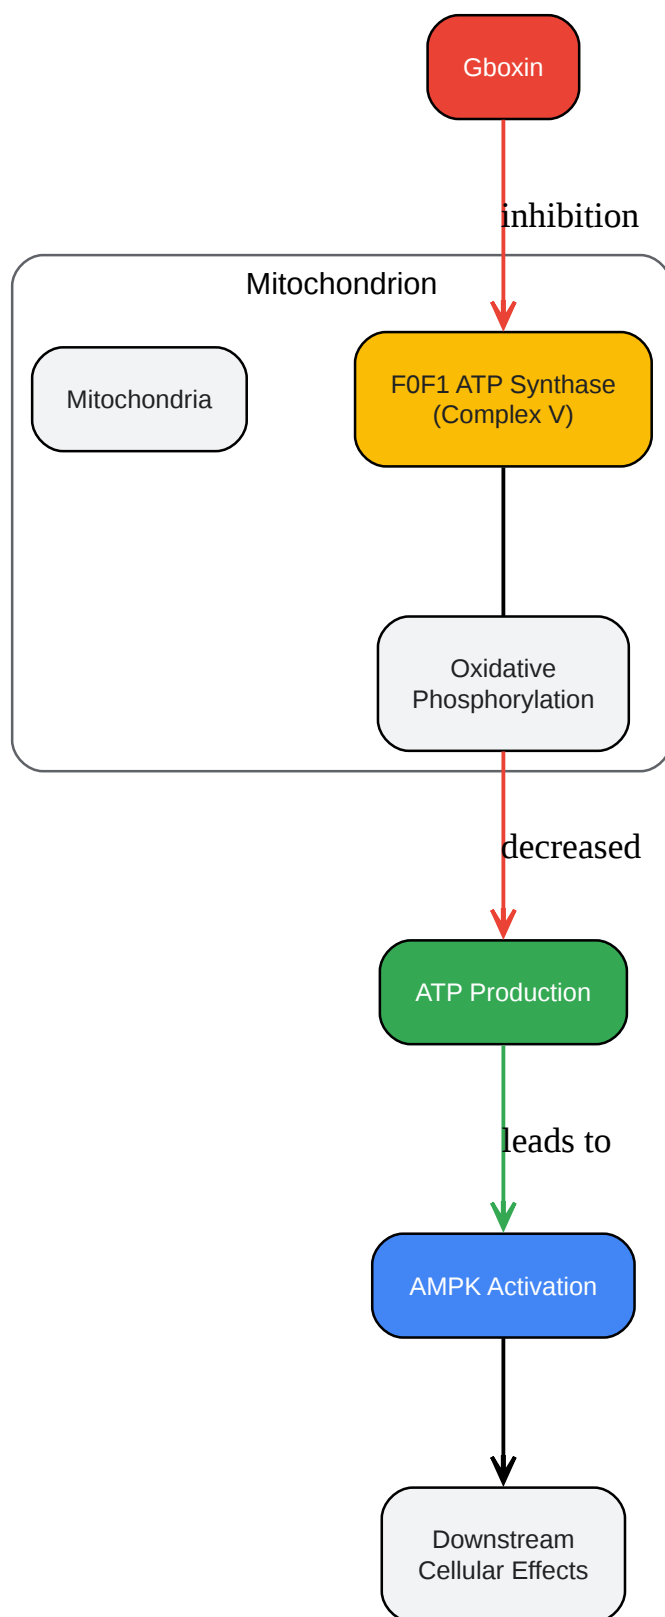 Gboxin
inhibition
Mitochondrion
Mitochondria
F0F1 ATP Synthase
(Complex V)
Oxidative
Phosphorylation
decreased
ATP Production
leads to
AMPK Activation
Downstream
Cellular Effects